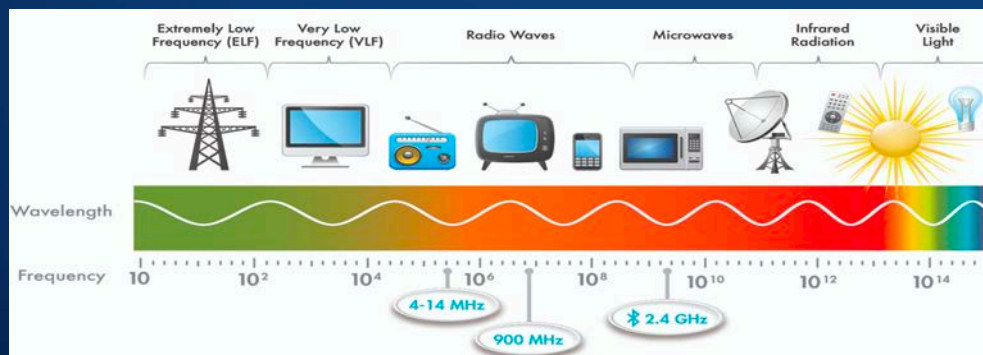 Extremely Low
Frequency (ELF)
Very Low
Frequency (VLF)
Radio Waves
Microwaves
Infrared
Radiation
Visible
Light
Wavelength
Frequency
10 10² 10⁴ 10⁶ 10⁸ 10¹⁰ 10¹² 10¹⁴
4-14 MHz
900 MHz
2.4 GHz